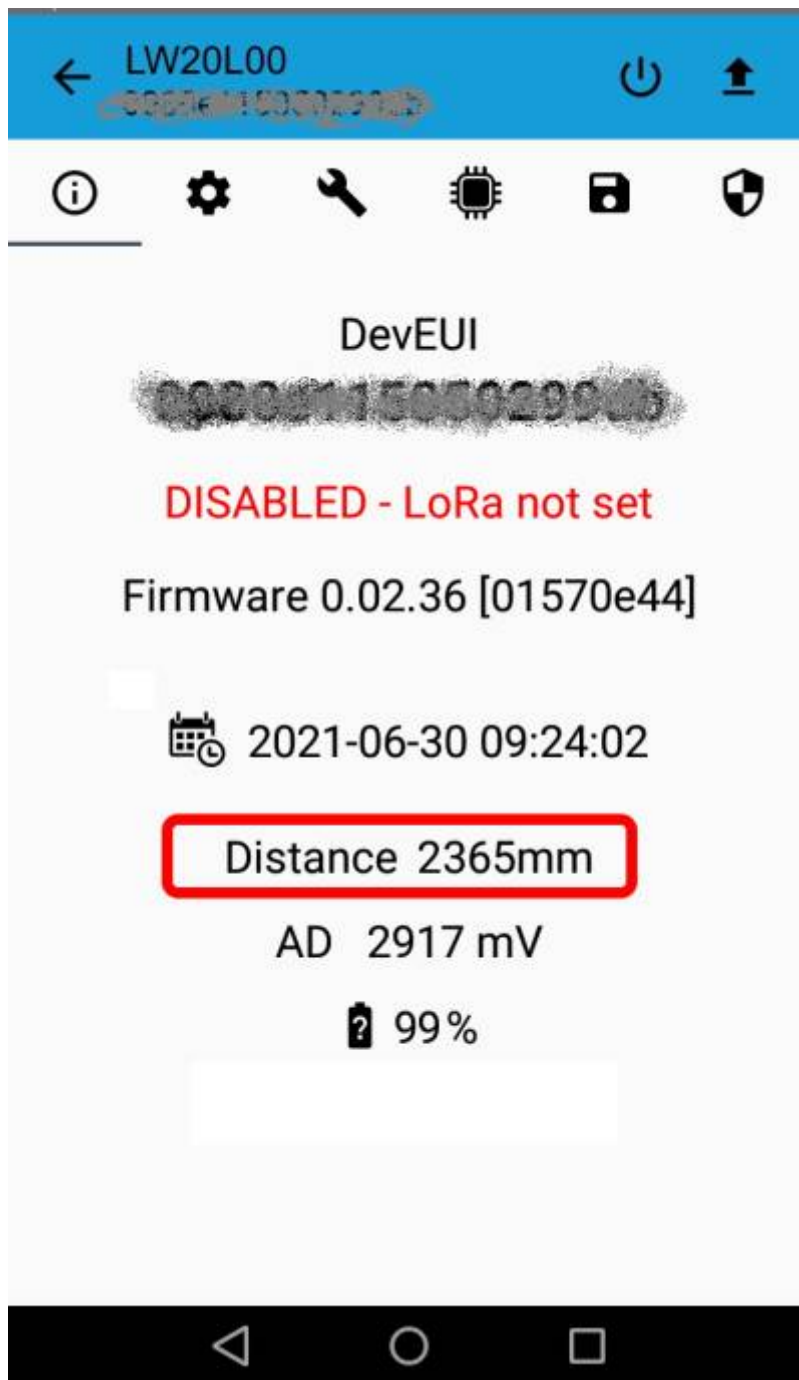 LW20L00
DevEUI
DISABLED - LoRa not set
Firmware 0.02.36 [01570e44]
2021-06-30 09:24:02
Distance 2365mm
AD 2917 mV
? 99%